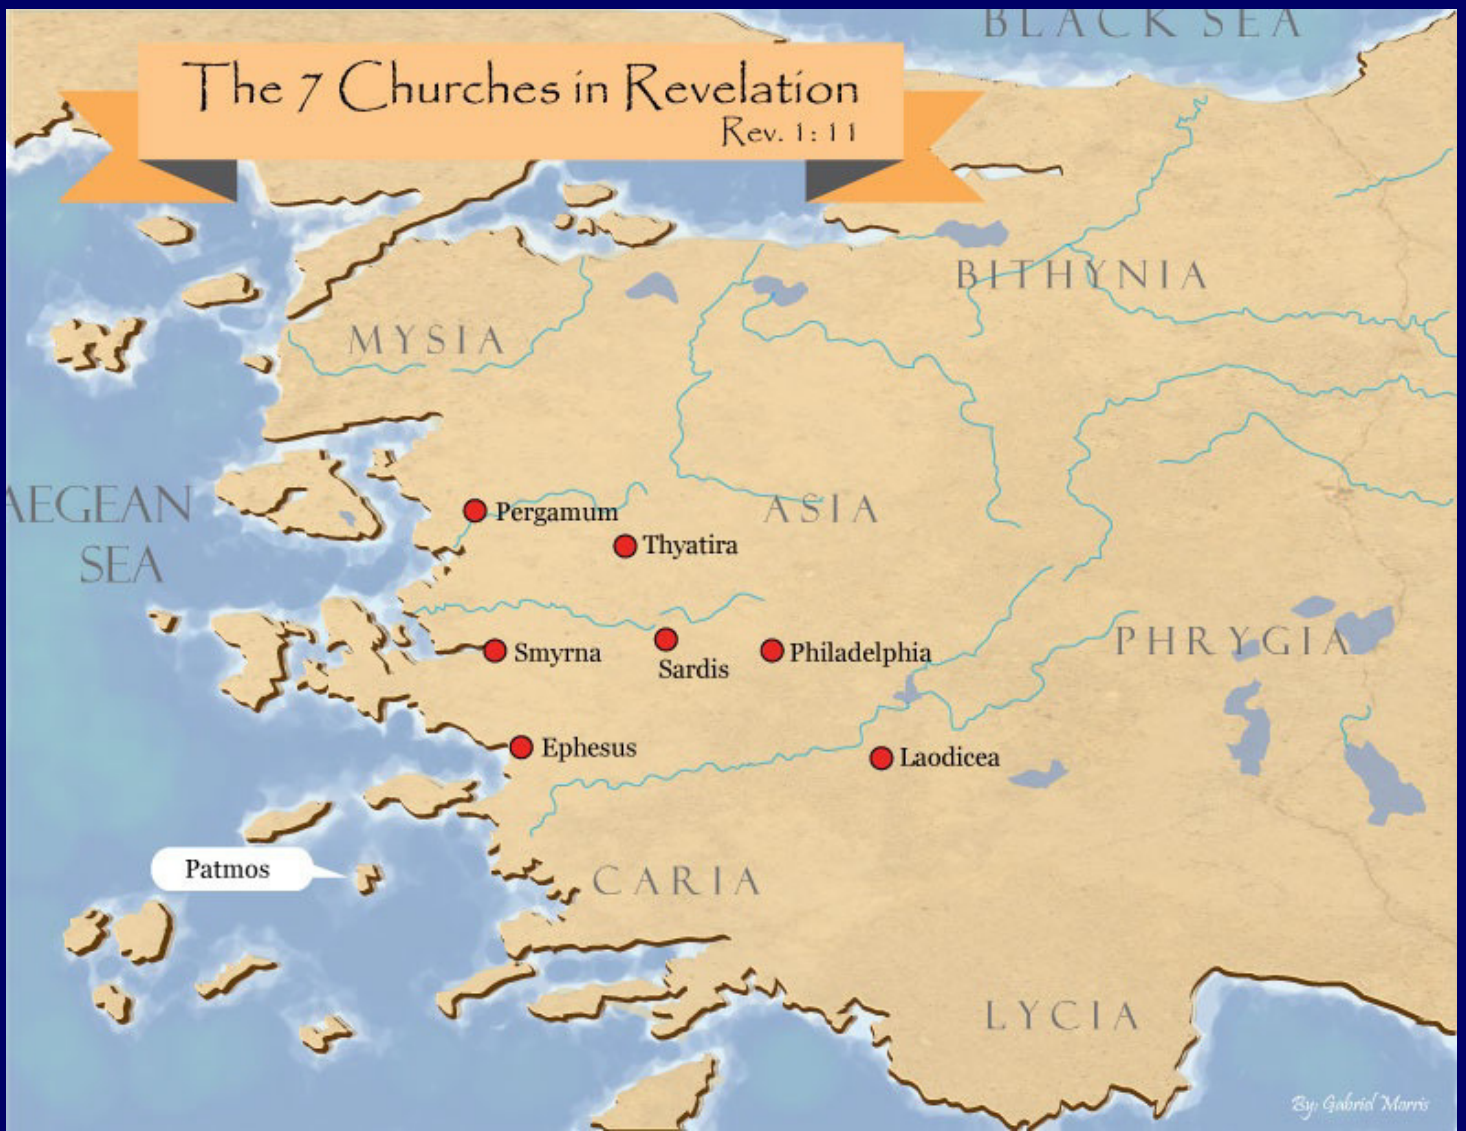 BLACK SEA
The 7 Churches in Revelation
Rev. 1:11
BITHYNIA
MYSIA
AEGEAN
SEA
Pergamum
ASIA
Thyatira
PHRYGIA
Smyrna
Sardis
Philadelphia
Ephesus
Laodicea
Patmos
CARIA
LYCIA
By: Gabriel Morris